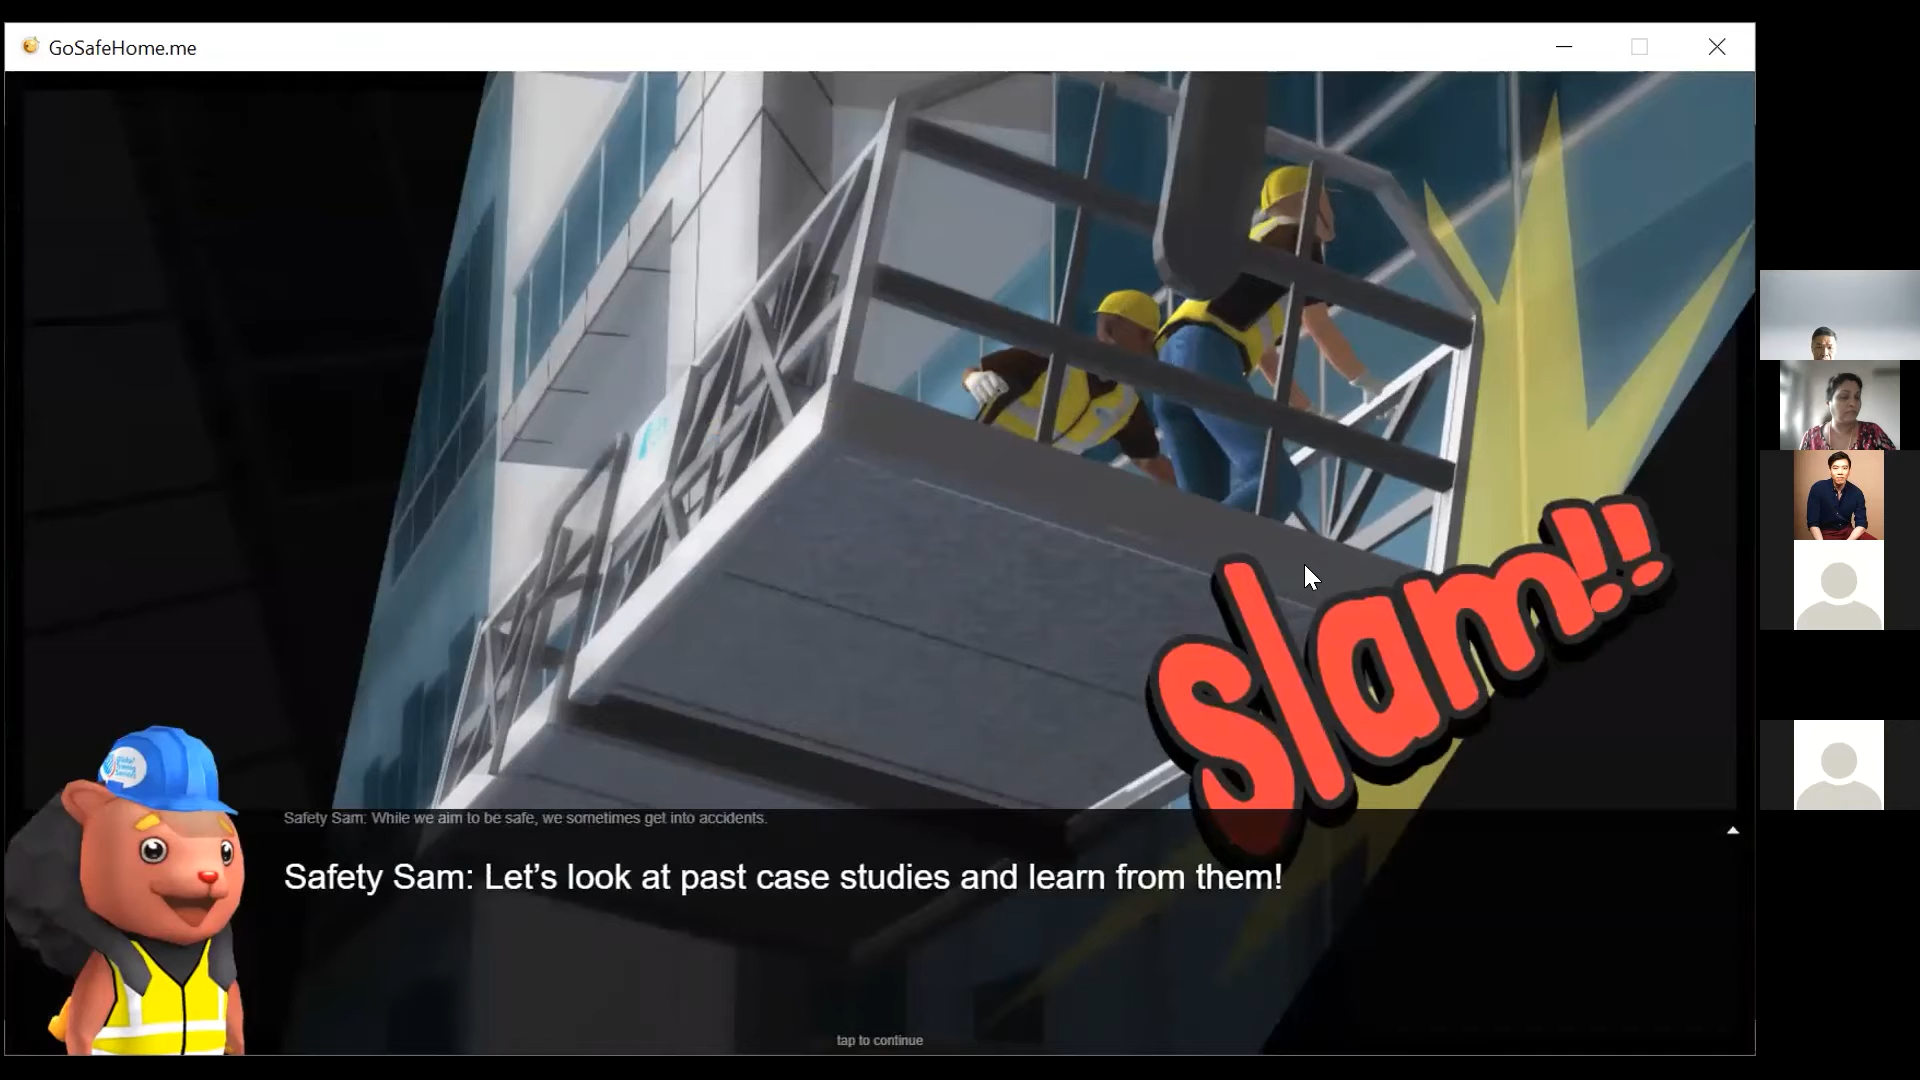 GoSafeHome.me
Slam!!
Safety Sam: While we aim to be safe, we sometimes get into accidents.
Safety Sam: Let’s look at past case studies and learn from them!
tap to continue